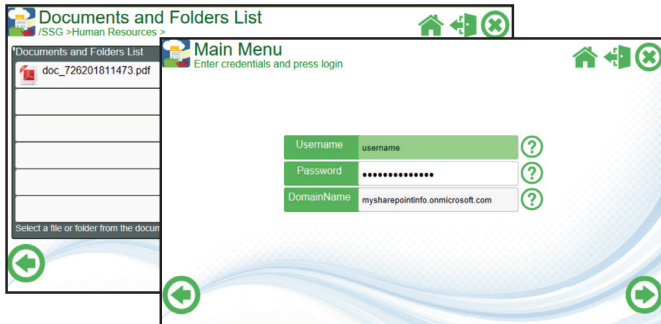 Documents and Folders List
/SSG >Human Resources >
Documents and Folders List
doc_726201811473.pdf
Select a file or folder from the docum
Main Menu
Enter credentials and press login
Username username
Password ••••••••••••••
DomainName mysharepointinfo.onmicrosoft.com